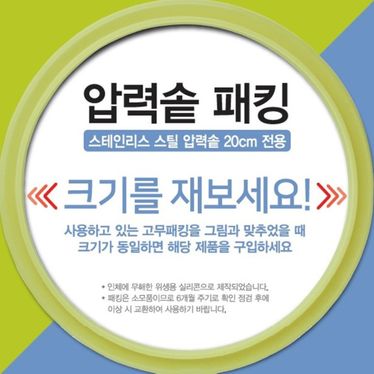 압력솥 패킹
스테인리스 스틸 압력솥 20cm 전용
크기를 재보세요!
사용하고 있는 고무패킹을 그림과 맞추었을 때
크기가 동일하면 해당 제품을 구입하세요
• 인체에 무해한 위생용 실리콘으로 제작되었습니다.
• 패킹은 소모품이므로 6개월 주기로 확인 점검 후에
이상 시 교환하여 사용하기 바랍니다.